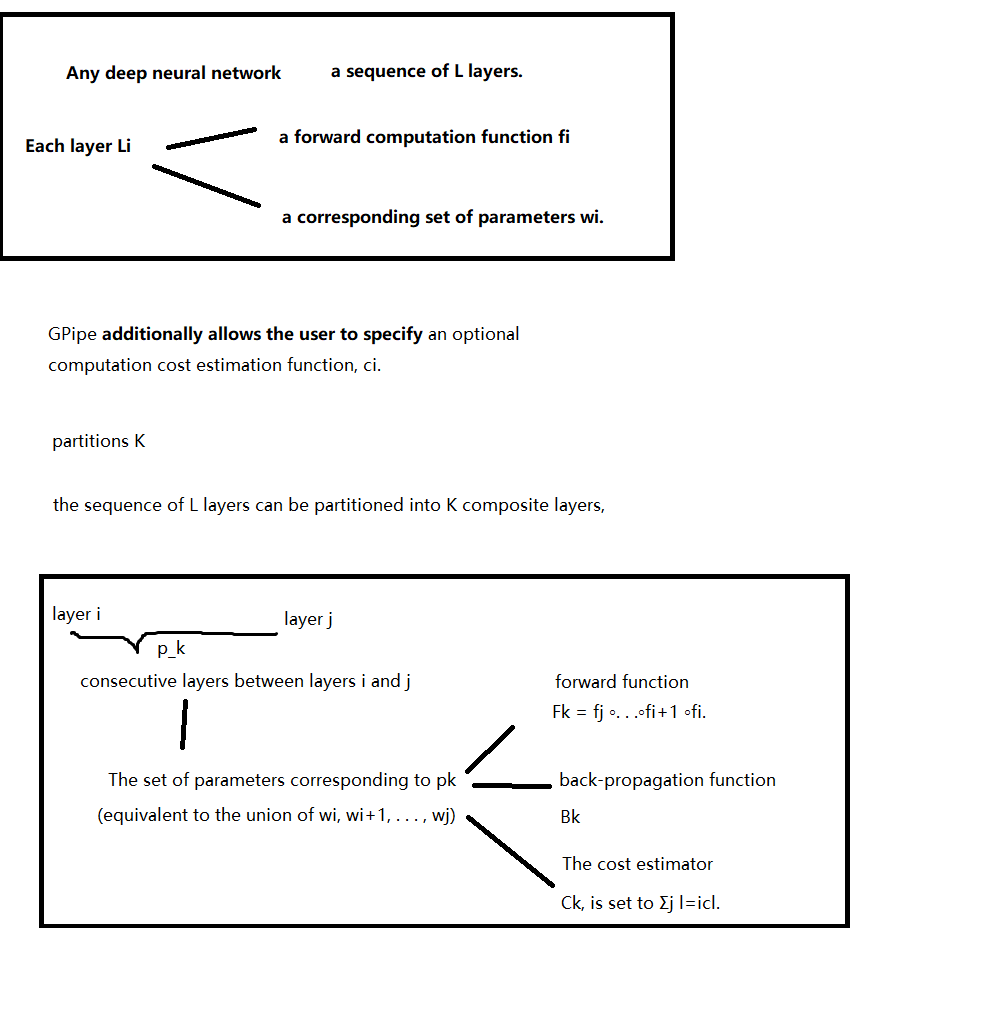 Any deep neural network a sequence of L layers.
Each layer Li
a forward computation function fi
a corresponding set of parameters wi.
GPipe additionally allows the user to specify an optional
computation cost estimation function, ci.
partitions K
the sequence of L layers can be partitioned into K composite layers,
layer i
layer j
p_k
consecutive layers between layers i and j
The set of parameters corresponding to pk
(equivalent to the union of wi, wi+1, . . . , wj)
forward function
Fk = fj ∘. . .∘fi+1 ∘fi.
back-propagation function
Bk
The cost estimator
Ck, is set to Σj l=icl.